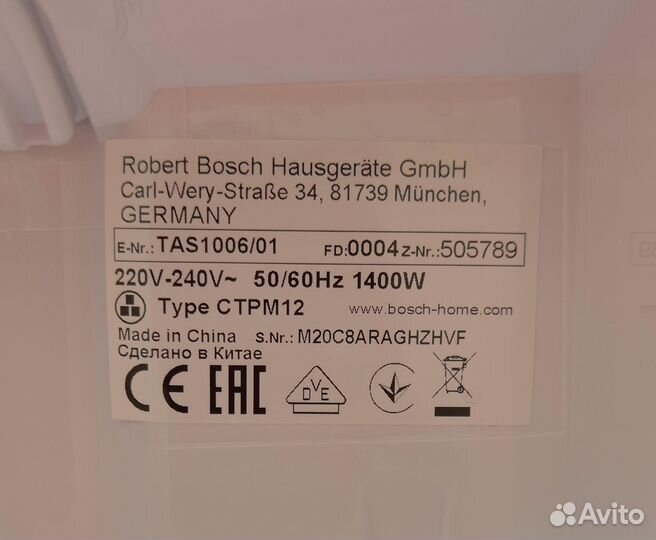 Robert Bosch Hausgeräte GmbH
Carl-Wery-Straße 34, 81739 München,
GERMANY
E-Nr.: TAS1006/01 FD:0004 Z-Nr.:505789
220V-240V~ 50/60Hz 1400W
Type CTPM12 www.bosch-home.com
Made in China S.Nr.: M20C8ARAGHZHVF
Сделано в Китае
CE EAC DVE
Avito